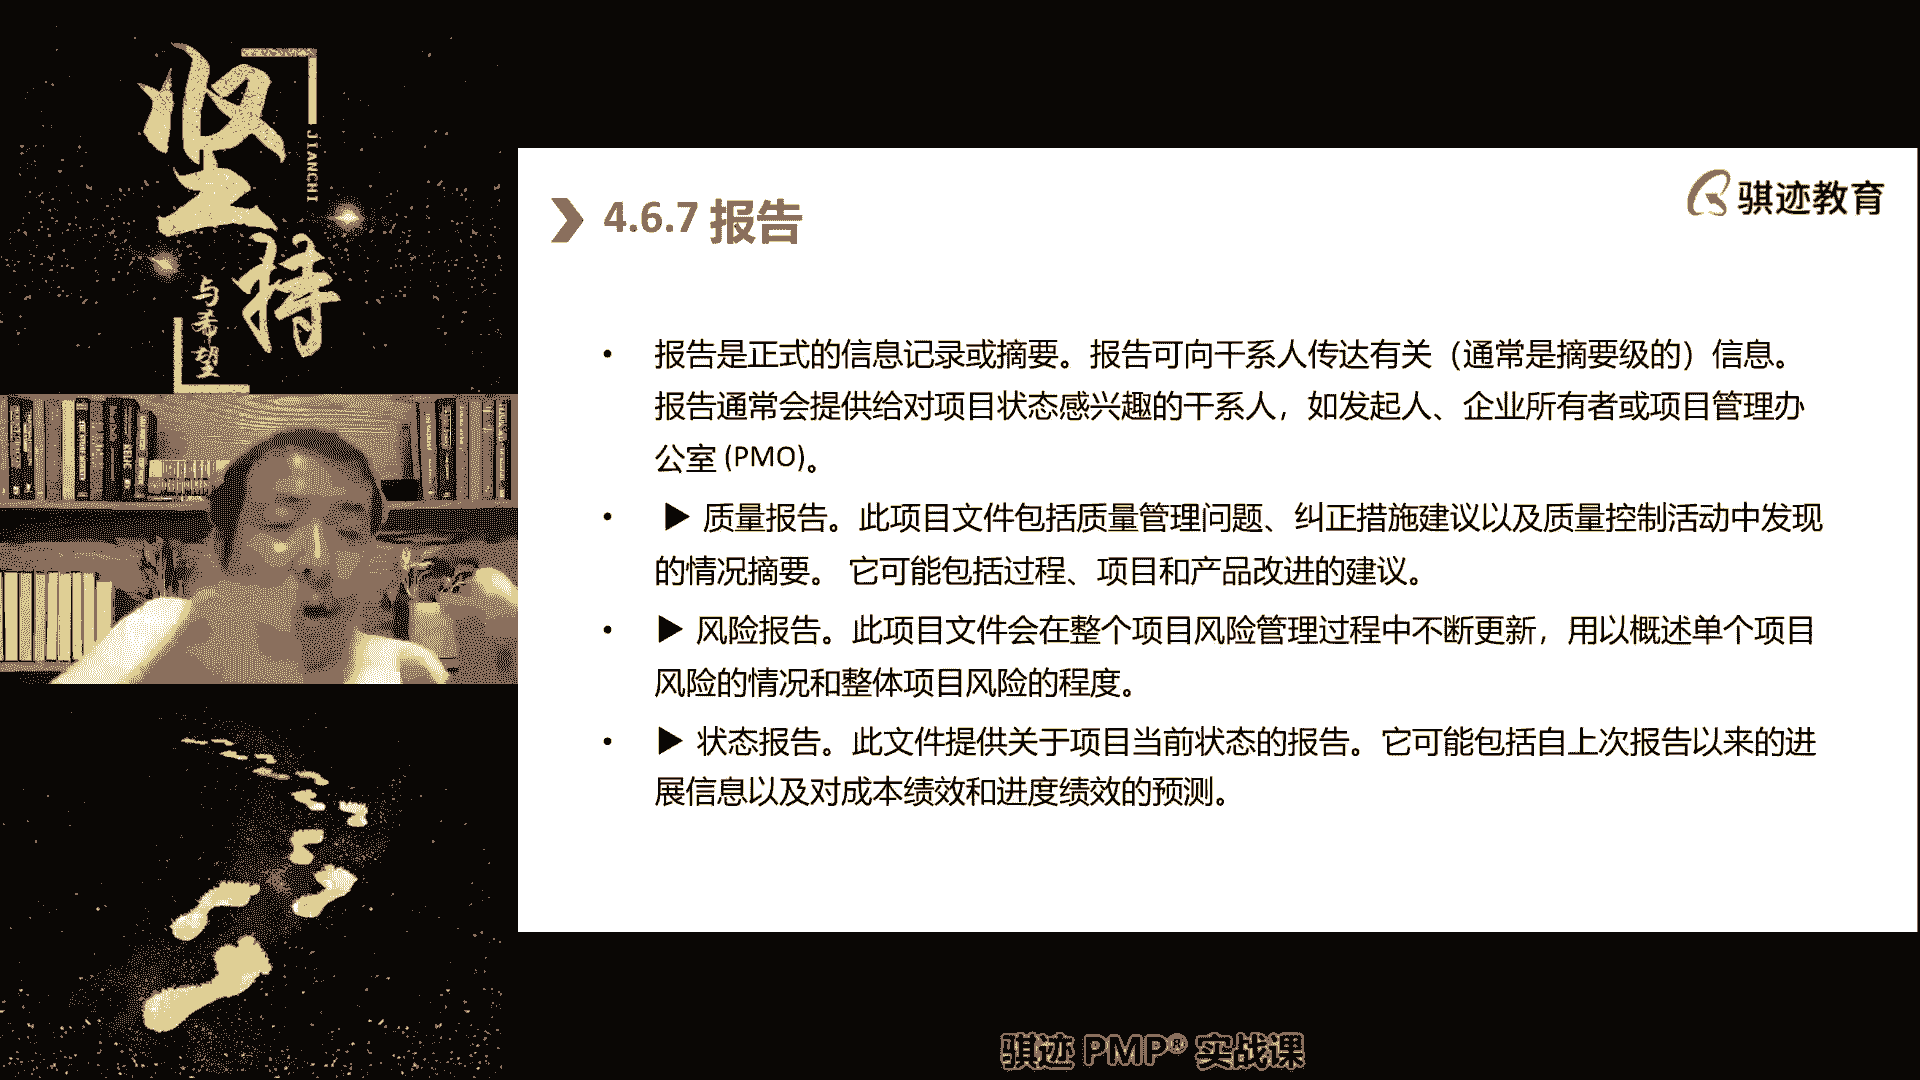 坚持
JIANCHI
与希望
骐迹教育
4.6.7 报告
• 报告是正式的信息记录或摘要。报告可向干系人传达有关（通常是摘要级的）信息。
报告通常会提供给对项目状态感兴趣的干系人，如发起人、企业所有者或项目管理办
公室 (PMO)。
• ▶ 质量报告。此项目文件包括质量管理问题、纠正措施建议以及质量控制活动中发现
的情况摘要。 它可能包括过程、项目和产品改进的建议。
• ▶ 风险报告。此项目文件会在整个项目风险管理过程中不断更新，用以概述单个项目
风险的情况和整体项目风险的程度。
• ▶ 状态报告。此文件提供关于项目当前状态的报告。它可能包括自上次报告以来的进
展信息以及对成本绩效和进度绩效的预测。
骐迹 PMP® 实战课